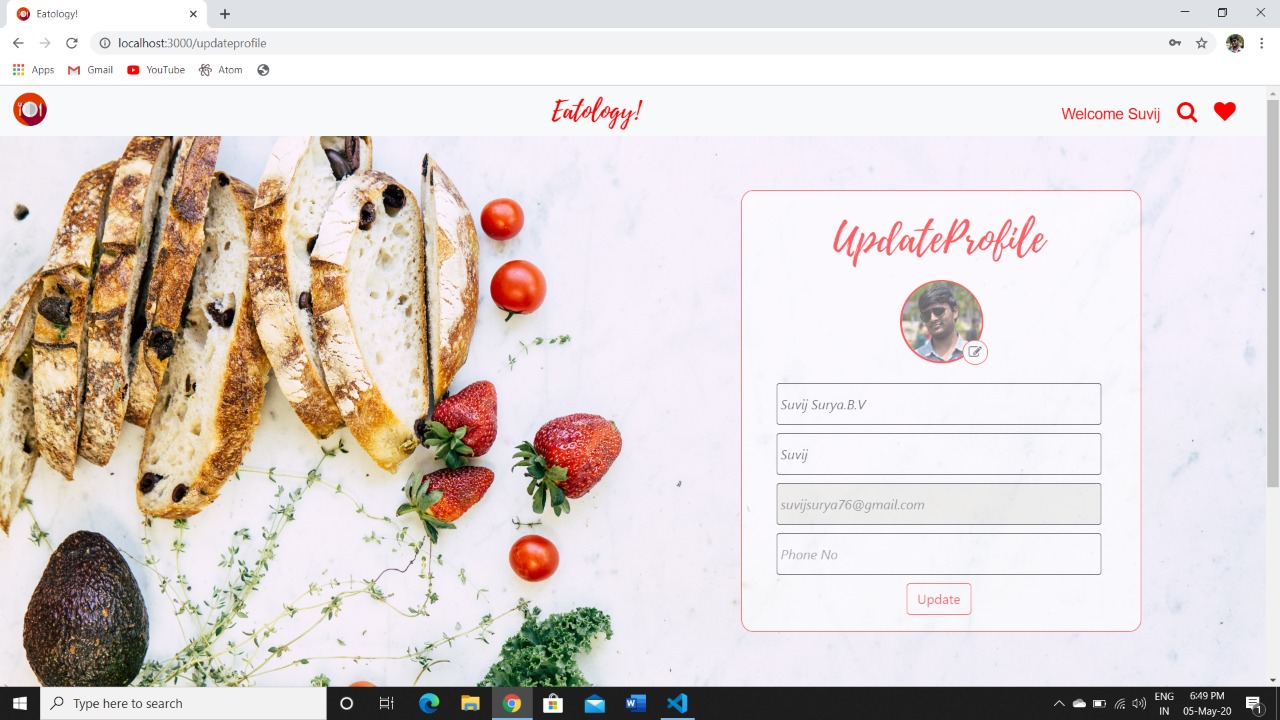 Eatology!
localhost:3000/updateprofile
Apps Gmail YouTube Atom
Eatology!
Welcome Suvij
UpdateProfile
Suvij Surya.B.V
Suvij
suvijsurya76@gmail.com
Phone No
Update
Type here to search
ENG
IN
6:49 PM
05-May-20
1